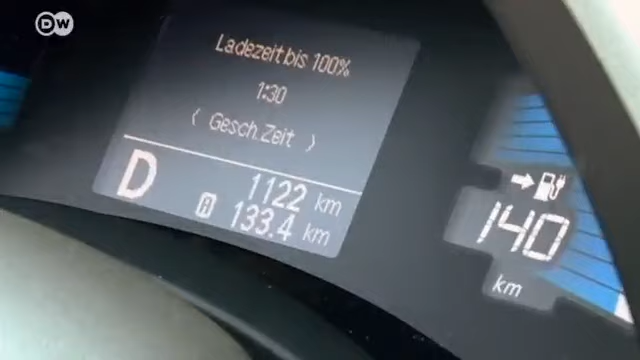 DW
Ladezeit bis 100%
1:30
‹ Gesch. Zeit ›
D
1122 km
A 133.4 km
140
km